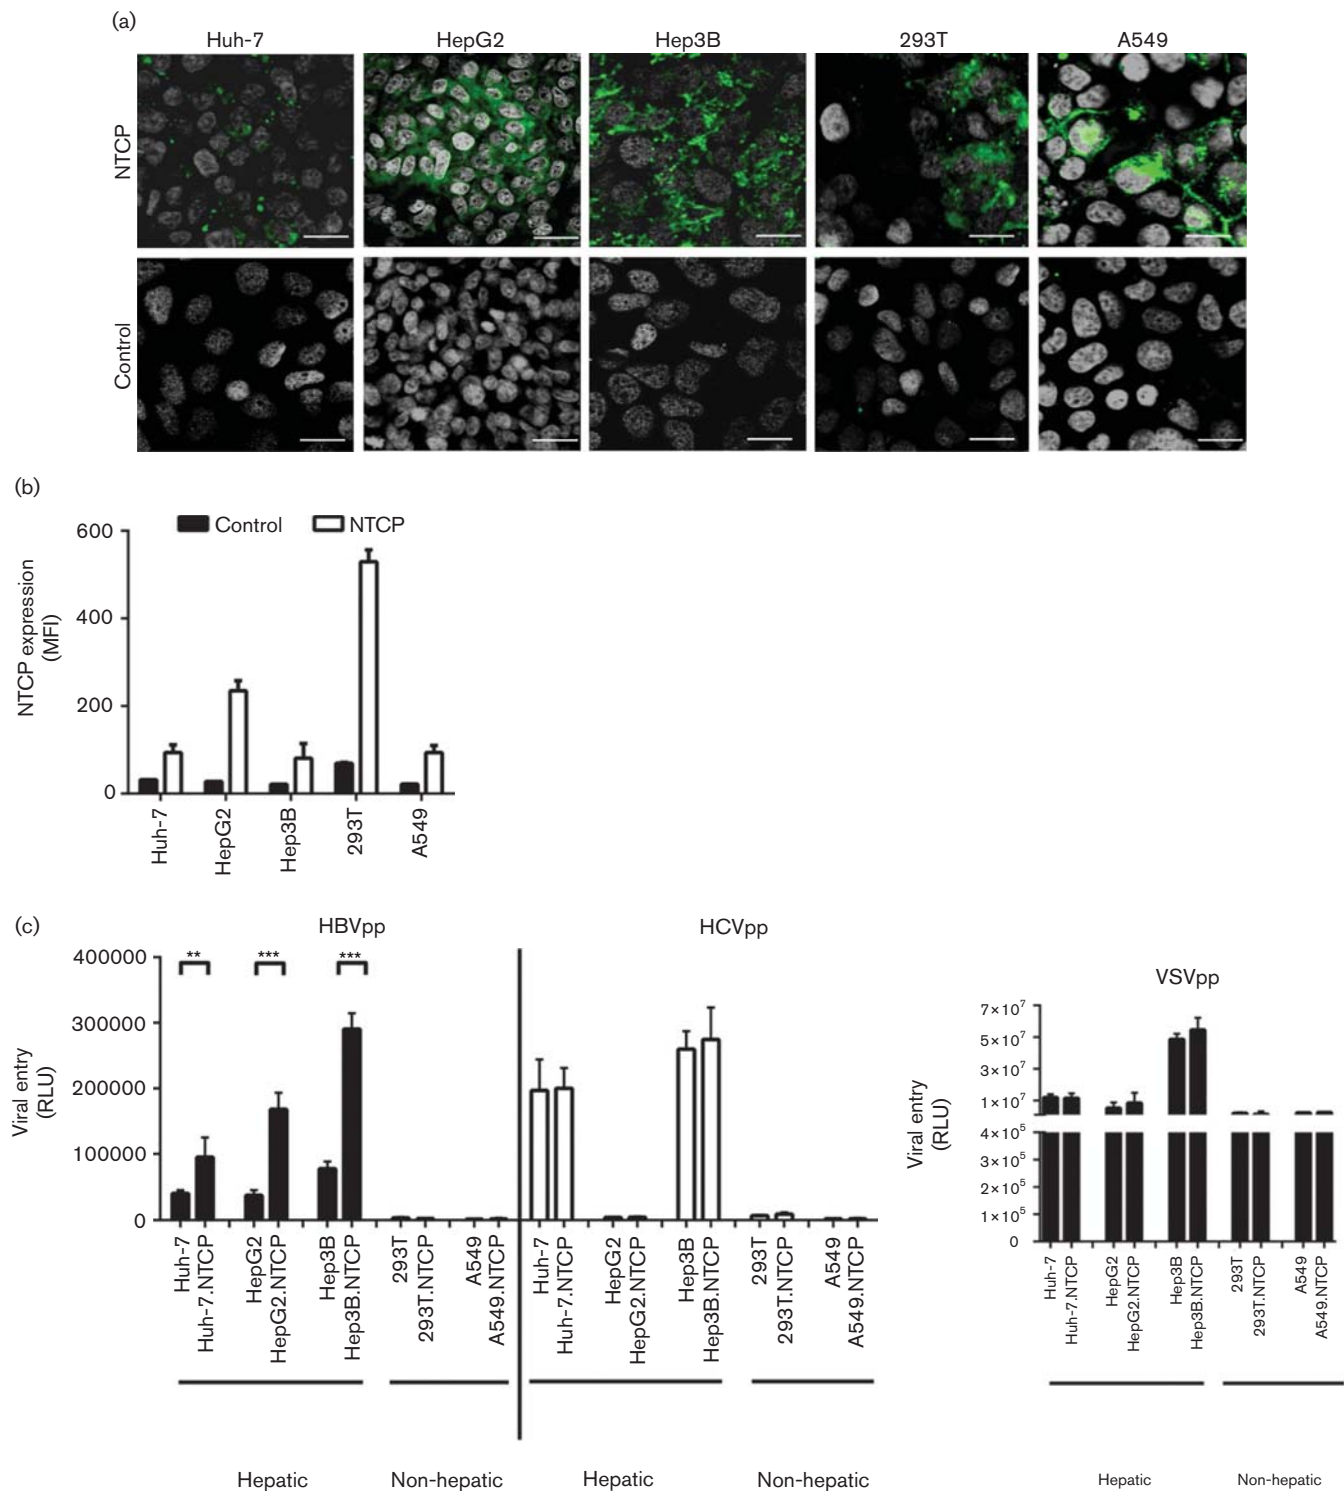 (a)
Huh-7 HepG2 Hep3B 293T A549
NTCP
Control
(b)
Control NTCP
NTCP expression
(MFI)
600
400
200
0
Huh-7
HepG2
Hep3B
293T
A549
(c)
HBVpp
HCVpp
Viral entry
(RLU)
400000
300000
200000
100000
0
** *** ***
Huh-7
Huh-7.NTCP
HepG2
HepG2.NTCP
Hep3B
Hep3B.NTCP
293T
293T.NTCP
A549
A549.NTCP
Huh-7
Huh-7.NTCP
HepG2
HepG2.NTCP
Hep3B
Hep3B.NTCP
293T
293T.NTCP
A549
A549.NTCP
Hepatic Non-hepatic Hepatic Non-hepatic
VSVpp
Viral entry
(RLU)
7×10⁷
5×10⁷
3×10⁷
1×10⁷
4×10⁵
3×10⁵
2×10⁵
1×10⁵
0
Huh-7
Huh-7.NTCP
HepG2
HepG2.NTCP
Hep3B
Hep3B.NTCP
293T
293T.NTCP
A549
A549.NTCP
Hepatic Non-hepatic